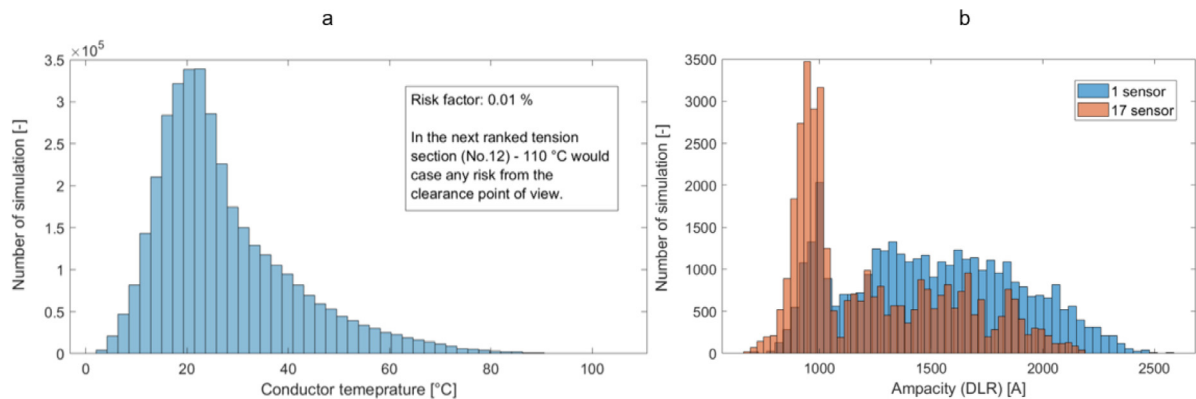 a
×10⁵
3.5
3
2.5
2
1.5
1
0.5
0
0 20 40 60 80 100
Number of simulation [-]
Conductor temeprature [°C]
Risk factor: 0.01 %
In the next ranked tension
section (No.12) - 110 °C would
case any risk from the
clearance point of view.
b
3500
3000
2500
2000
1500
1000
500
0
1000 1500 2000 2500
Number of simulation [-]
Ampacity (DLR) [A]
1 sensor
17 sensor